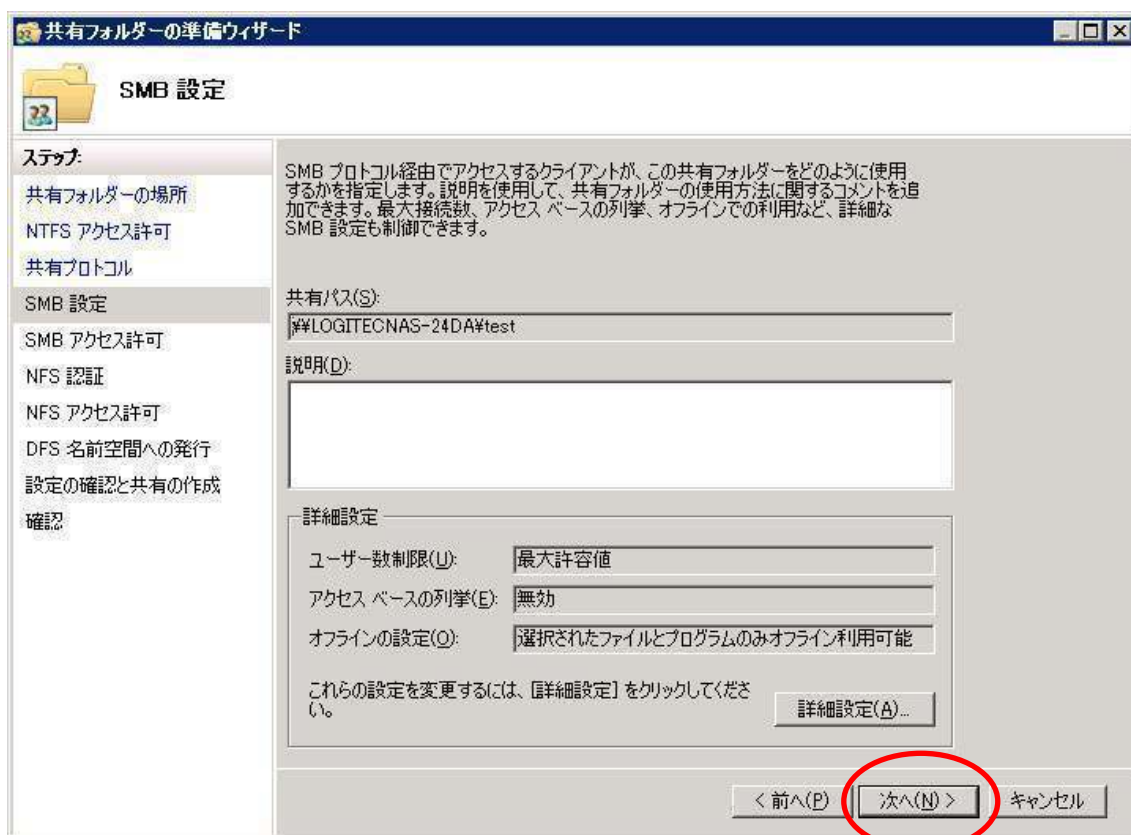 共有フォルダーの準備ウィザード
SMB 設定
ステップ:
共有フォルダーの場所
NTFS アクセス許可
共有プロトコル
SMB 設定
SMB アクセス許可
NFS 認証
NFS アクセス許可
DFS 名前空間への発行
設定の確認と共有の作成
確認
SMB プロトコル経由でアクセスするクライアントが、この共有フォルダーをどのように使用
するかを指定します。説明を使用して、共有フォルダーの使用方法に関するコメントを追
加できます。最大接続数、アクセス ベースの列挙、オフラインでの利用など、詳細な
SMB 設定も制御できます。
共有パス(S):
¥¥LOGITECNAS-24DA¥test
説明(D):
詳細設定
ユーザー数制限(U): 最大許容値
アクセス ベースの列挙(E): 無効
オフラインの設定(O): 選択されたファイルとプログラムのみオフライン利用可能
これらの設定を変更するには、[詳細設定] をクリックしてくださ
い。
詳細設定(A)...
< 前へ(P) 次へ(N) > キャンセル